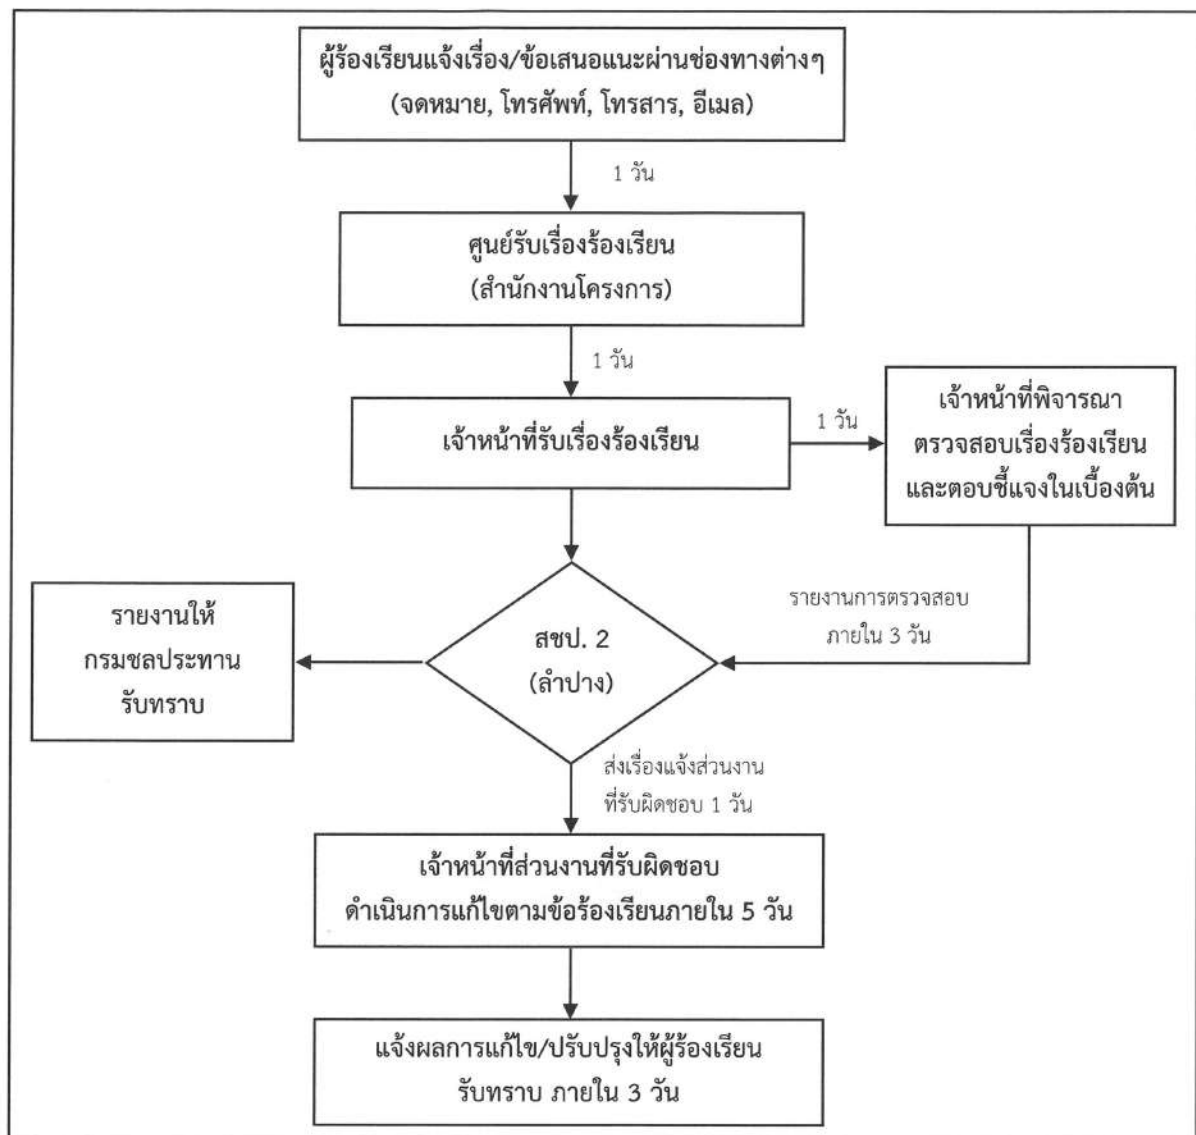 ผู้ร้องเรียนแจ้งเรื่อง/ข้อเสนอแนะผ่านช่องทางต่างๆ
(จดหมาย, โทรศัพท์, โทรสาร, อีเมล)
1 วัน
ศูนย์รับเรื่องร้องเรียน
(สำนักงานโครงการ)
1 วัน
เจ้าหน้าที่รับเรื่องร้องเรียน
1 วัน
เจ้าหน้าที่พิจารณา
ตรวจสอบเรื่องร้องเรียน
และตอบชี้แจงในเบื้องต้น
รายงานการตรวจสอบ
ภายใน 3 วัน
สชป. 2
(ลำปาง)
รายงานให้
กรมชลประทาน
รับทราบ
ส่งเรื่องแจ้งส่วนงาน
ที่รับผิดชอบ 1 วัน
เจ้าหน้าที่ส่วนงานที่รับผิดชอบ
ดำเนินการแก้ไขตามข้อร้องเรียนภายใน 5 วัน
แจ้งผลการแก้ไข/ปรับปรุงให้ผู้ร้องเรียน
รับทราบ ภายใน 3 วัน